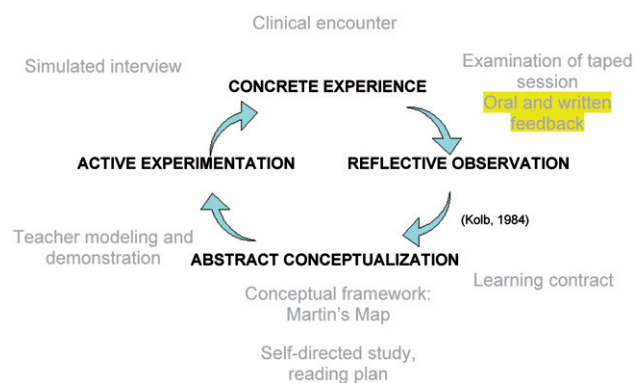 Clinical encounter
Simulated interview
Examination of taped
session
Oral and written
feedback
CONCRETE EXPERIENCE
ACTIVE EXPERIMENTATION
REFLECTIVE OBSERVATION
(Kolb, 1984)
Teacher modeling and
demonstration
ABSTRACT CONCEPTUALIZATION
Learning contract
Conceptual framework:
Martin's Map
Self-directed study,
reading plan